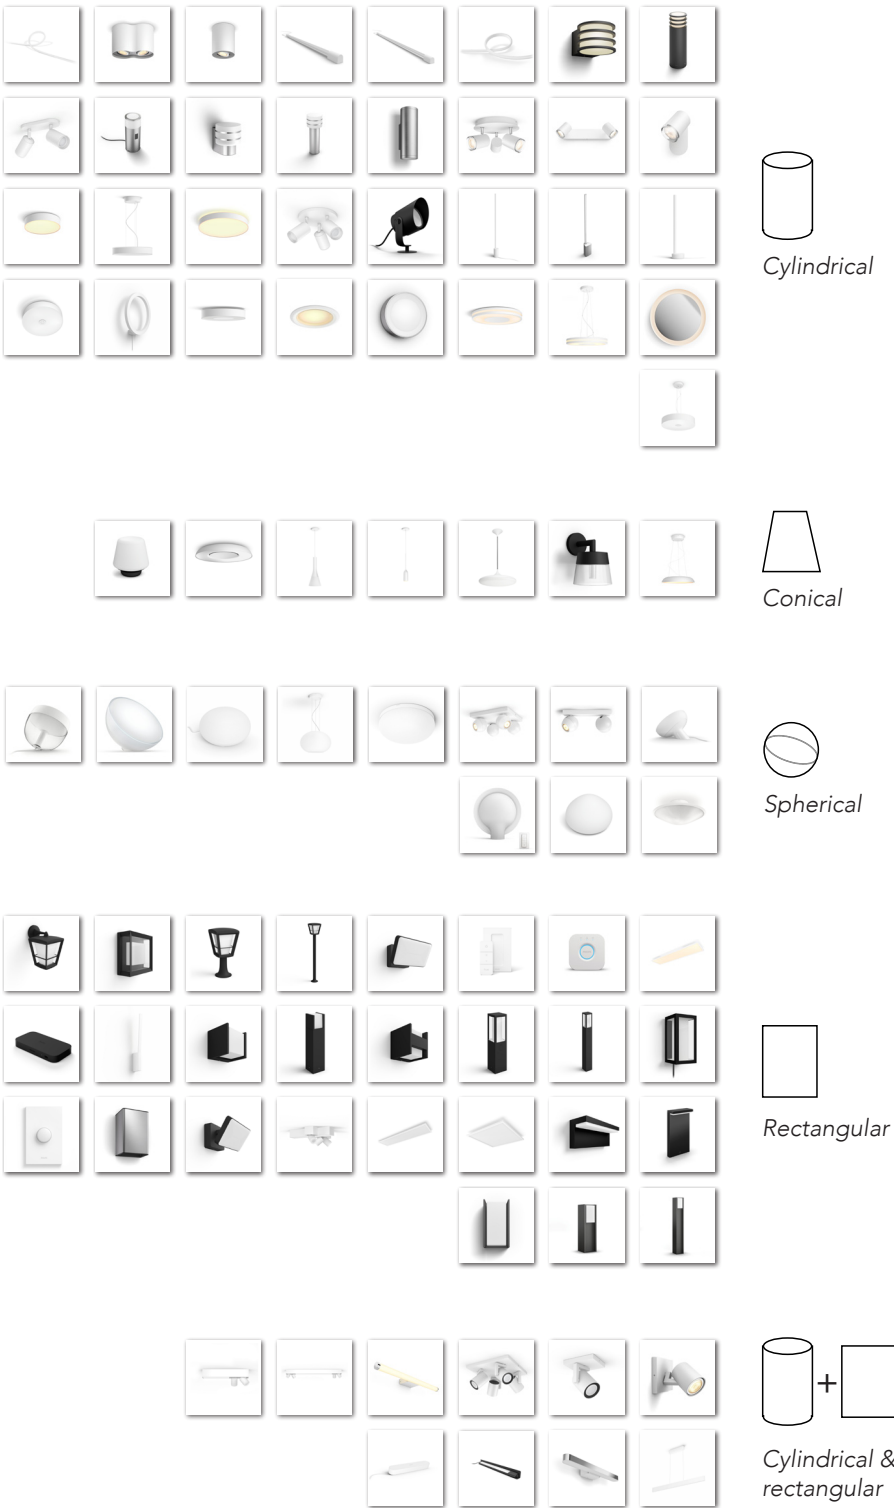 Cylindrical
Conical
Spherical
Rectangular
+
Cylindrical &
rectangular